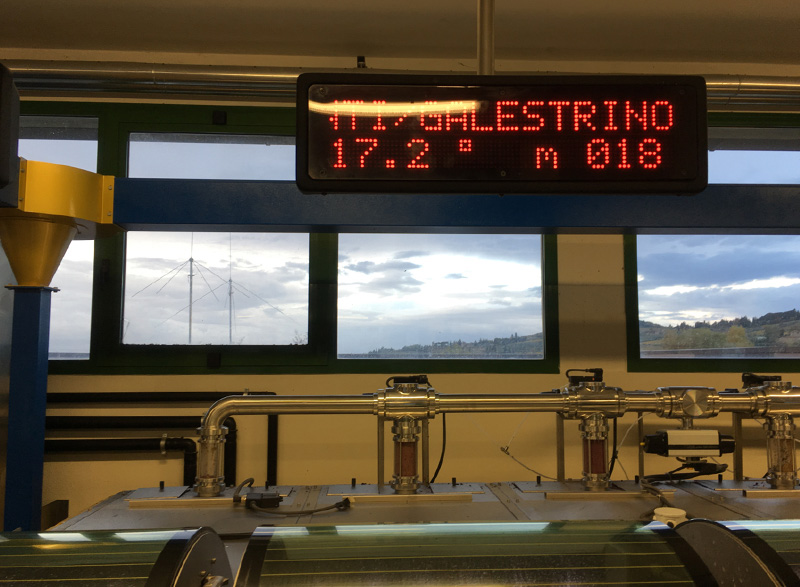 GALESTRINO
17.2 ° m 018